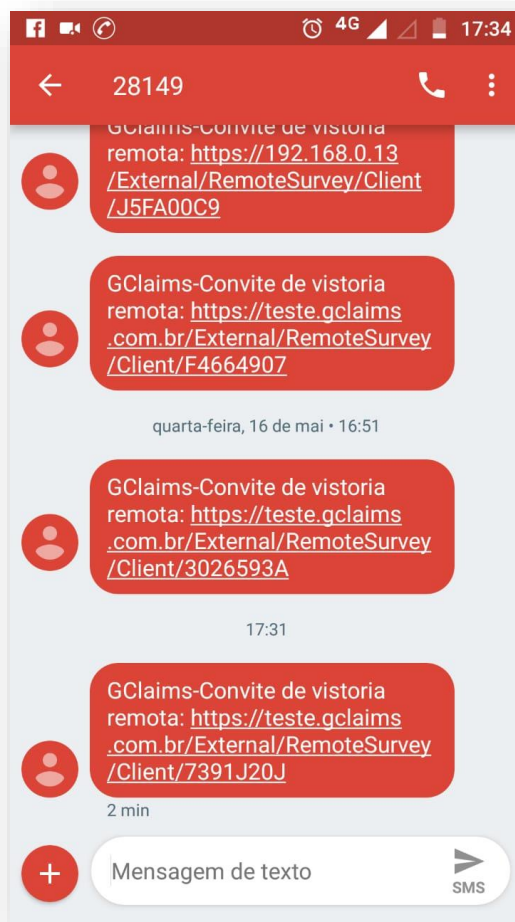 4G 17:34
28149
GClaims-Convite de vistoria
remota: https://192.168.0.13
/External/RemoteSurvey/Client
/J5FA00C9
GClaims-Convite de vistoria
remota: https://teste.gclaims
.com.br/External/RemoteSurvey
/Client/F4664907
quarta-feira, 16 de mai • 16:51
GClaims-Convite de vistoria
remota: https://teste.gclaims
.com.br/External/RemoteSurvey
/Client/3026593A
17:31
GClaims-Convite de vistoria
remota: https://teste.gclaims
.com.br/External/RemoteSurvey
/Client/7391J20J
2 min
Mensagem de texto
SMS